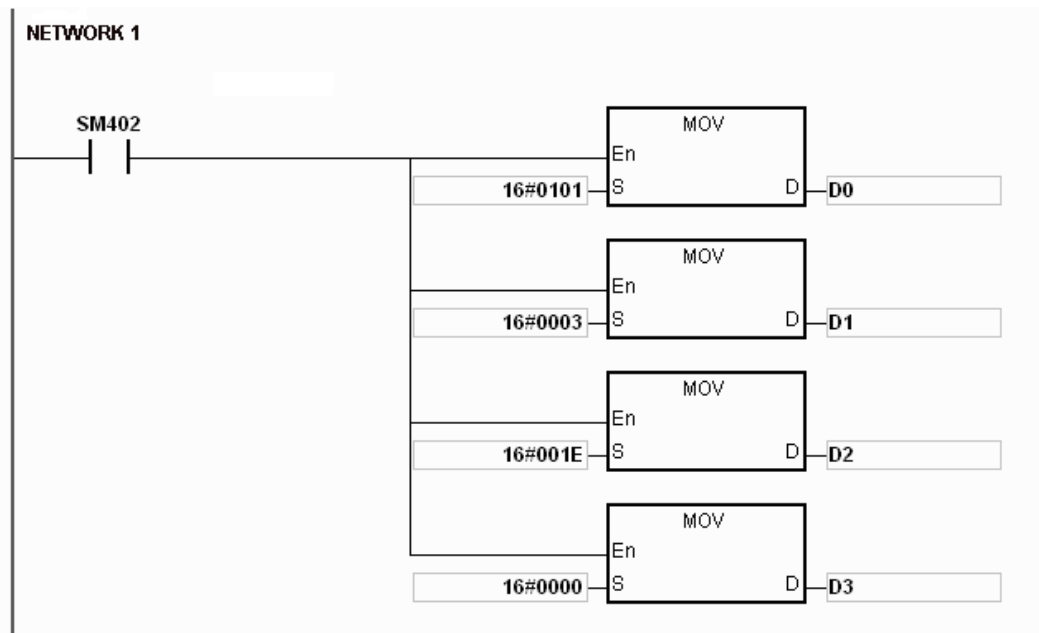 NETWORK 1
SM402
MOV
En
16#0101 S D D0
MOV
En
16#0003 S D D1
MOV
En
16#001E S D D2
MOV
En
16#0000 S D D3